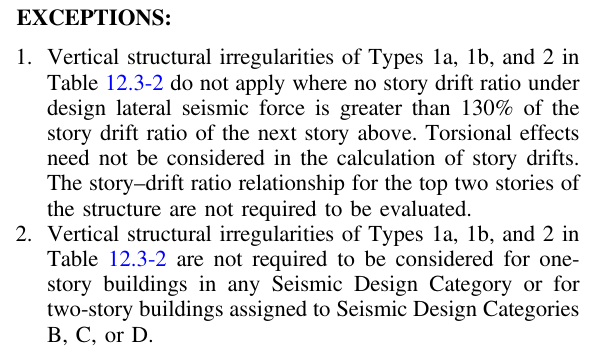 EXCEPTIONS:
1. Vertical structural irregularities of Types 1a, 1b, and 2 in
Table 12.3-2 do not apply where no story drift ratio under
design lateral seismic force is greater than 130% of the
story drift ratio of the next story above. Torsional effects
need not be considered in the calculation of story drifts.
The story–drift ratio relationship for the top two stories of
the structure are not required to be evaluated.
2. Vertical structural irregularities of Types 1a, 1b, and 2 in
Table 12.3-2 are not required to be considered for one-
story buildings in any Seismic Design Category or for
two-story buildings assigned to Seismic Design Categories
B, C, or D.